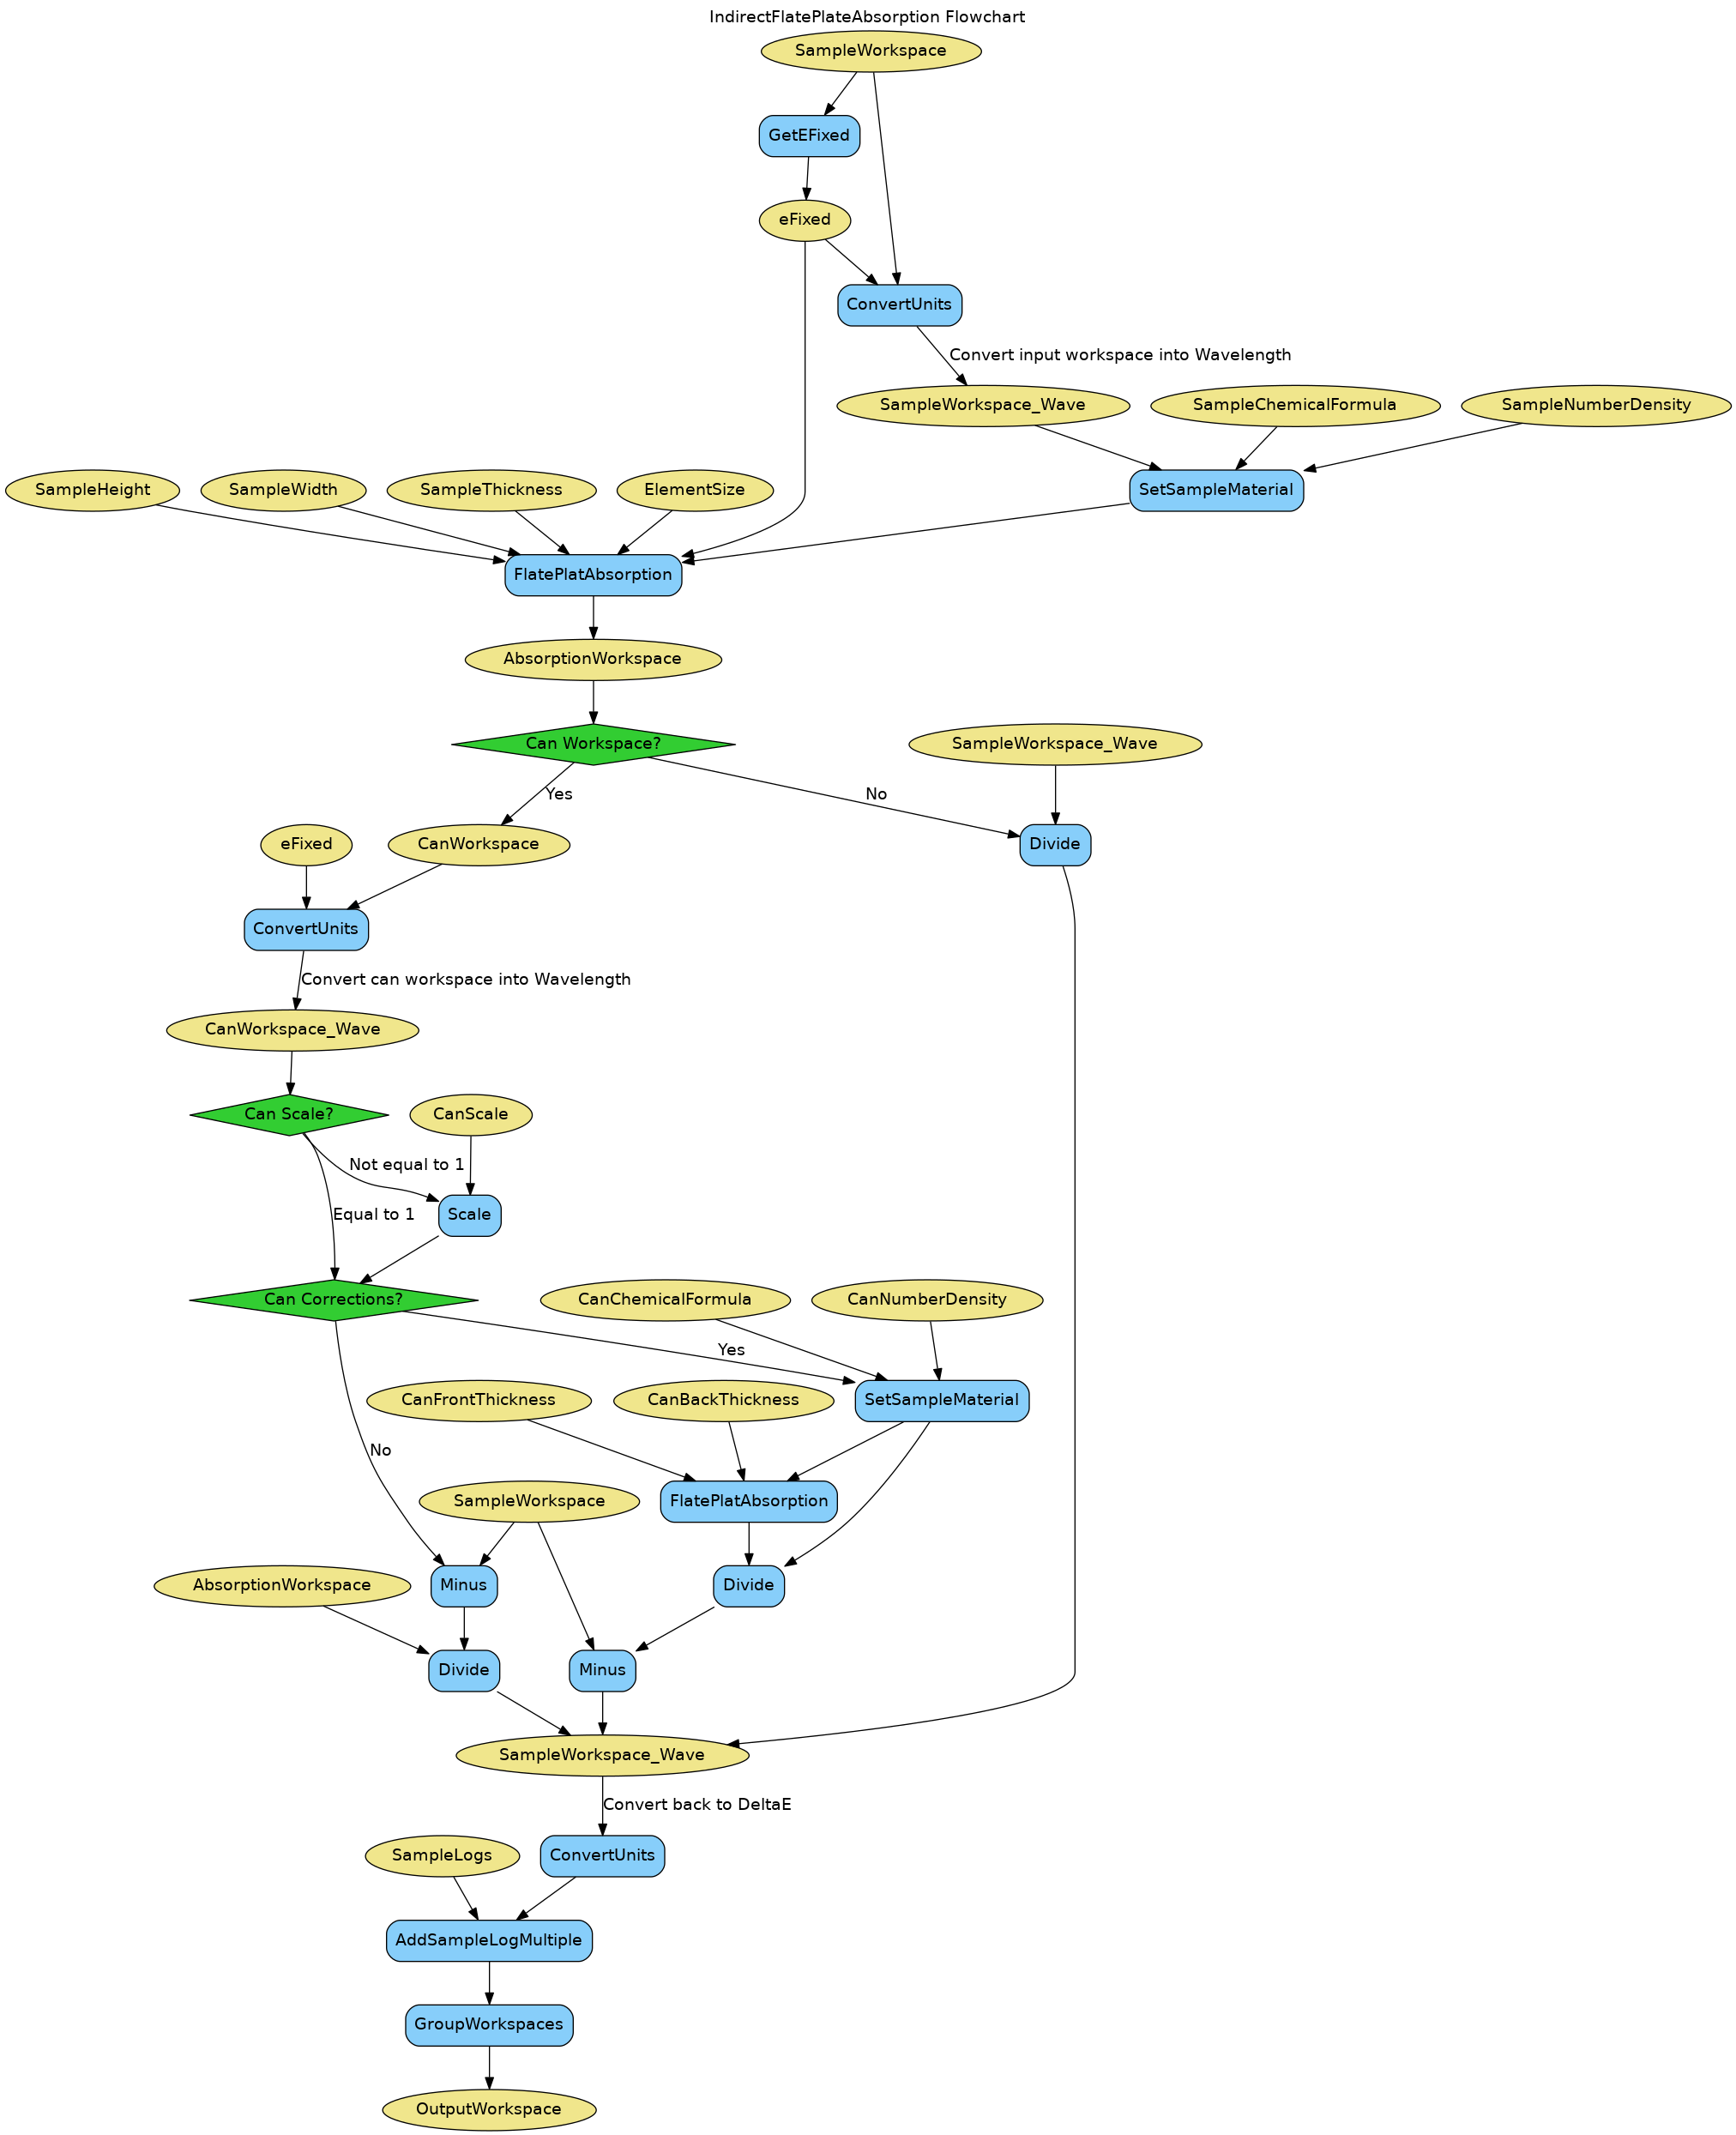 IndirectFlatePlateAbsorption Flowchart
SampleWorkspace
GetEFixed
eFixed
ConvertUnits
Convert input workspace into Wavelength
SampleWorkspace_Wave
SampleChemicalFormula
SampleNumberDensity
SampleHeight
SampleWidth
SampleThickness
ElementSize
SetSampleMaterial
FlatePlatAbsorption
AbsorptionWorkspace
Can Workspace?
SampleWorkspace_Wave
Yes
No
eFixed
CanWorkspace
Divide
ConvertUnits
Convert can workspace into Wavelength
CanWorkspace_Wave
Can Scale?
CanScale
Not equal to 1
Equal to 1
Scale
Can Corrections?
CanChemicalFormula
CanNumberDensity
Yes
CanFrontThickness
CanBackThickness
SetSampleMaterial
No
SampleWorkspace
FlatePlatAbsorption
AbsorptionWorkspace
Minus
Divide
Divide
Minus
SampleWorkspace_Wave
Convert back to DeltaE
SampleLogs
ConvertUnits
AddSampleLogMultiple
GroupWorkspaces
OutputWorkspace